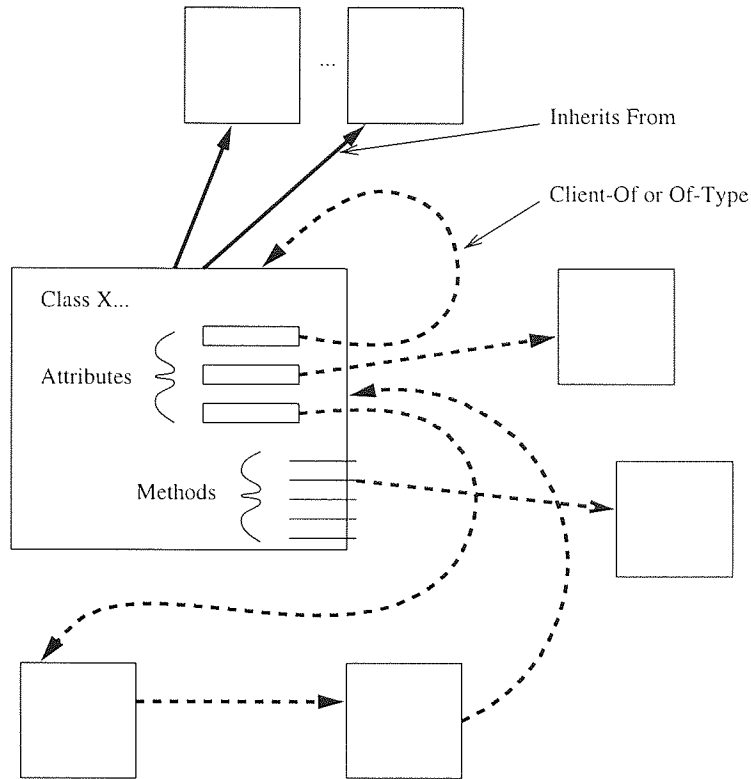 ...
Inherits From
Client-Of or Of-Type
Class X...
Attributes
Methods